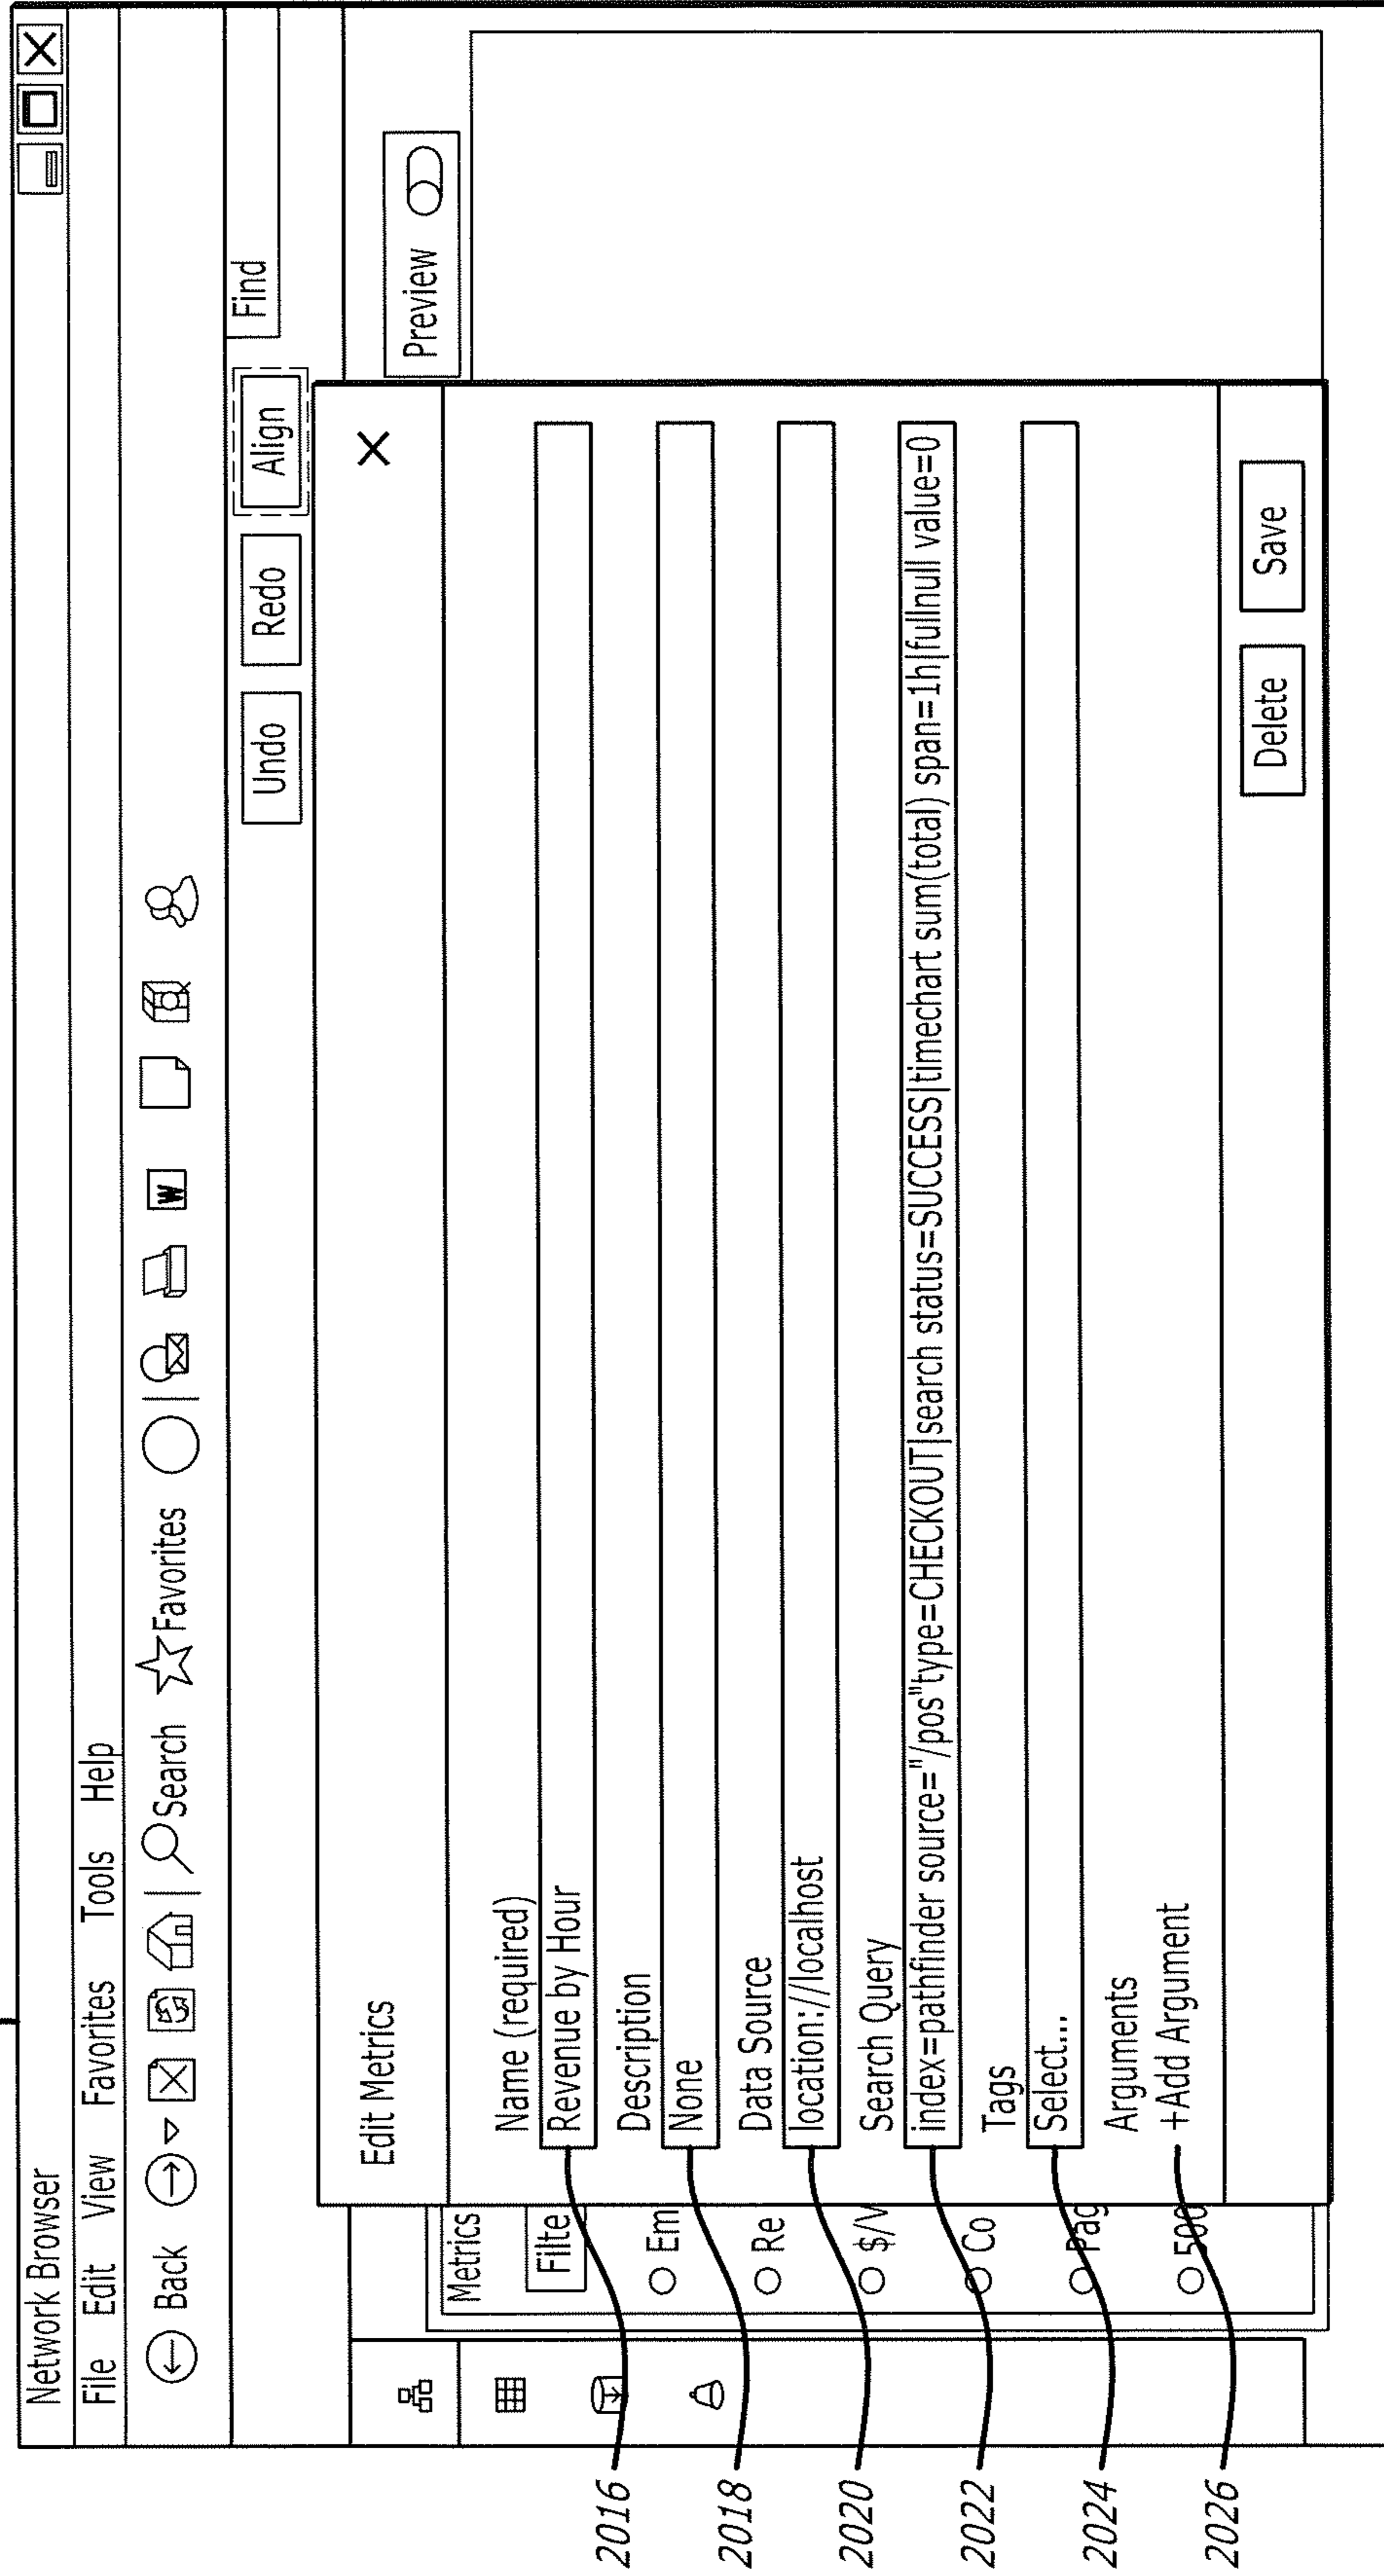 Network Browser
File Edit View Favorites Tools Help
Back Search Favorites W
Undo Redo Align Find
Preview
Edit Metrics
Metrics
Name (required)
2016 Filte Revenue by Hour
Description
2018 Em None
Data Source
2020 Re location://localhost
Search Query
2022 $/V index=pathfinder source="/pos"type=CHECKOUT|search status=SUCCESS|timechart sum(total) span=1h|fullnull value=0
Co Tags
2024 Select...
Pag Arguments
2026 500 +Add Argument
Delete Save